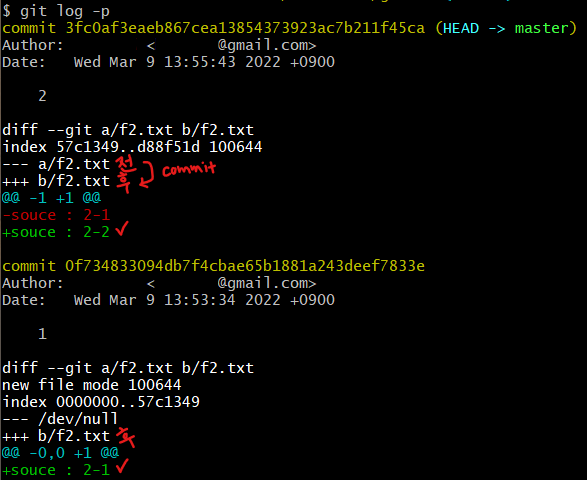 $ git log -p
commit 3fc0af3eaeb867cea13854373923ac7b211f45ca (HEAD -> master)
Author: < @gmail.com>
Date: Wed Mar 9 13:55:43 2022 +0900
2
diff --git a/f2.txt b/f2.txt
index 57c1349..d88f51d 100644
--- a/f2.txt 전
+++ b/f2.txt 후 commit
@@ -1 +1 @@
-souce : 2-1
+souce : 2-2 ✓
commit 0f734833094db7f4cbae65b1881a243deef7833e
Author: < @gmail.com>
Date: Wed Mar 9 13:53:34 2022 +0900
1
diff --git a/f2.txt b/f2.txt
new file mode 100644
index 0000000..57c1349
--- /dev/null
+++ b/f2.txt 후
@@ -0,0 +1 @@
+souce : 2-1 ✓